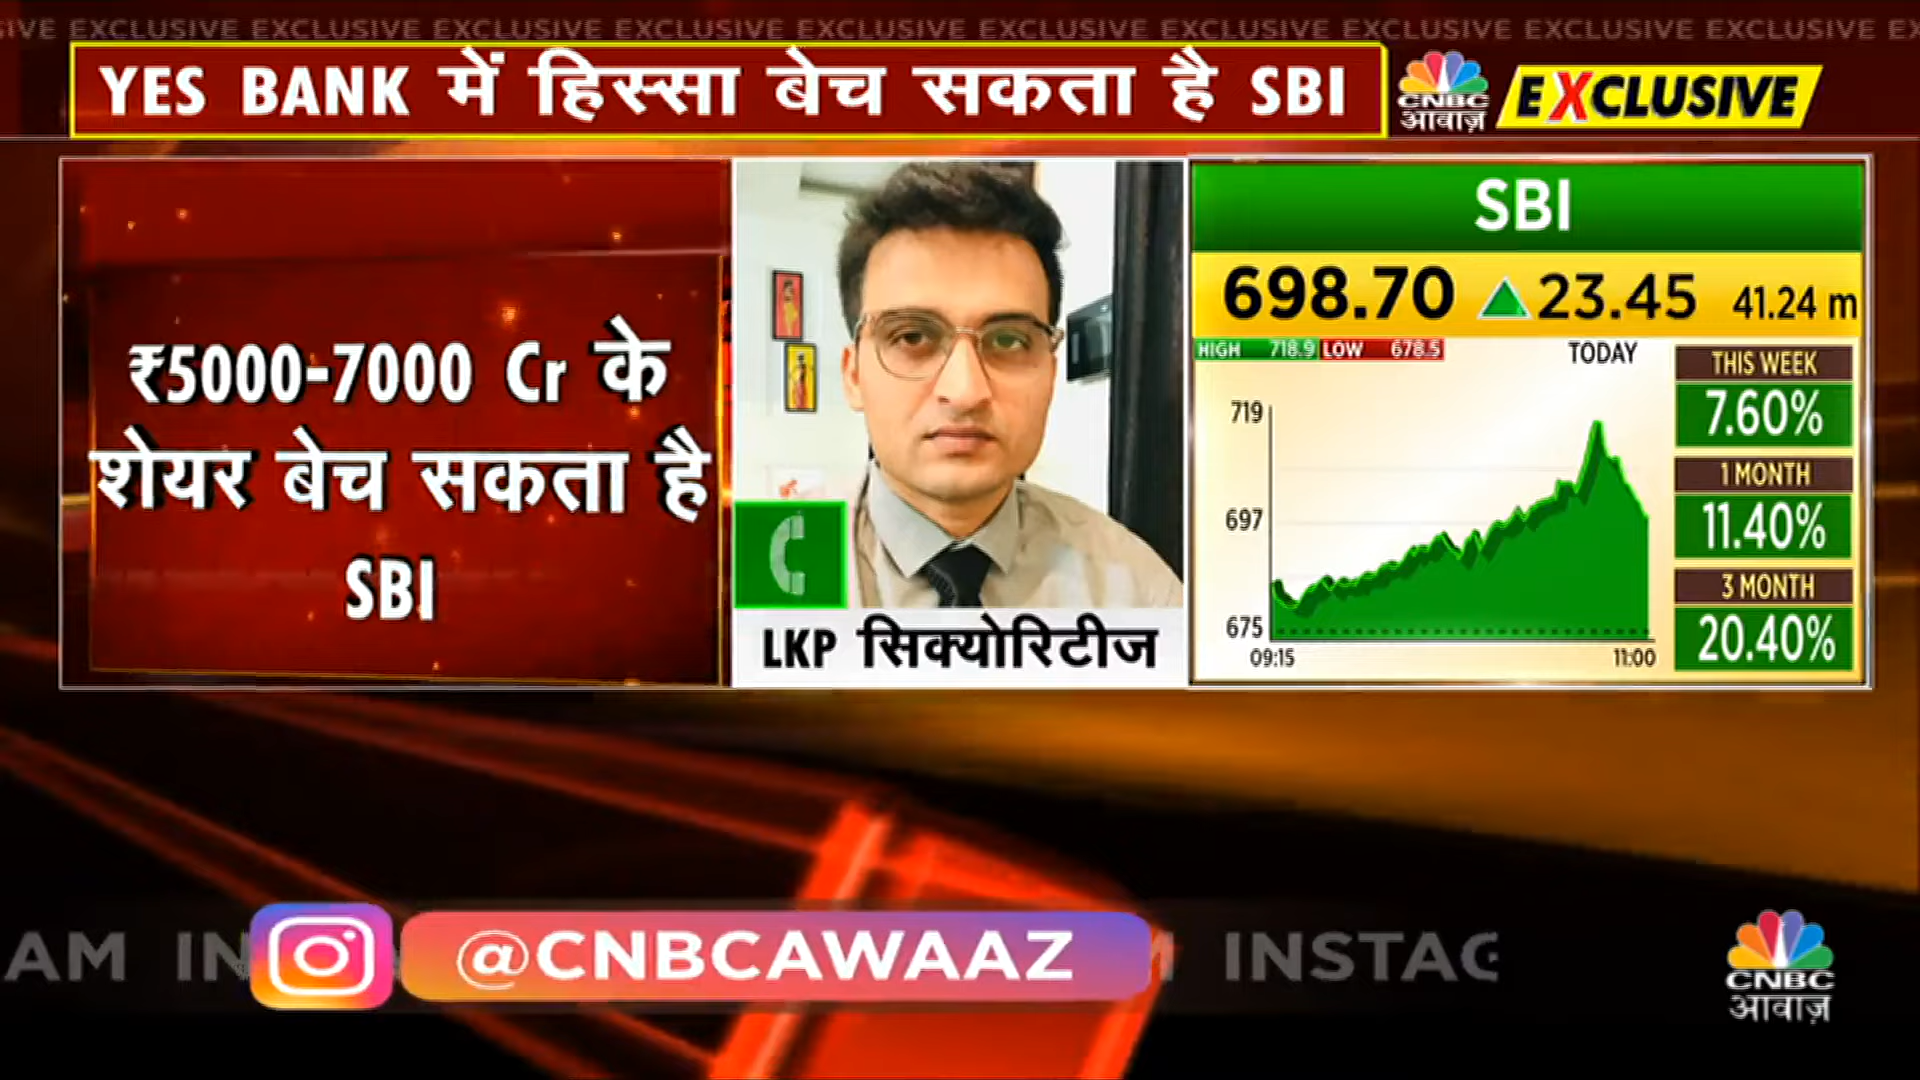 EXCLUSIVE EXCLUSIVE EXCLUSIVE EXCLUSIVE EXCLUSIVE EXCLUSIVE EXCLUSIVE EXCLUSIVE EXCLUSIVE
YES BANK में हिस्सा बेच सकता है SBI
CNBC
आवाज़
EXCLUSIVE
₹5000-7000 Cr के
शेयर बेच सकता है
SBI
LKP सिक्योरिटीज
SBI
698.70 ▲23.45 41.24 m
HIGH 718.9 LOW 678.5
TODAY
719
697
675
09:15 11:00
THIS WEEK
7.60%
1 MONTH
11.40%
3 MONTH
20.40%
AM IN
@CNBCAWAAZ
INSTAG
CNBC
आवाज़